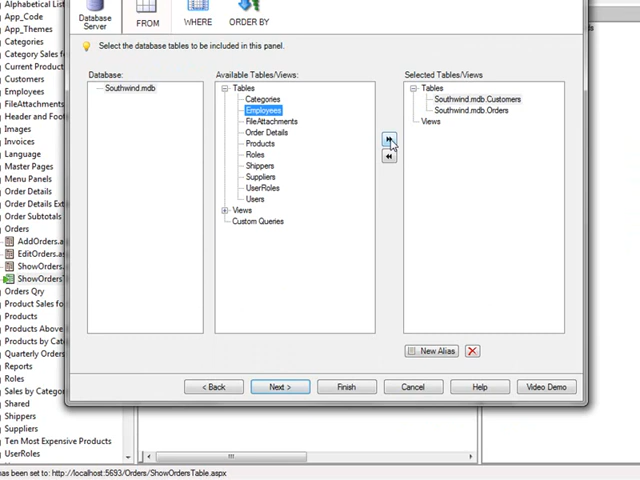 Alphabetical List of
App_Code
App_Themes
Categories
Category Sales fo
Current Product
Customers
Employees
FileAttachments
Header and Foot
Images
Invoices
Language
Master Pages
Menu Panels
Order Details
Order Details Ext
Order Subtotals
Orders
AddOrders.a
EditOrders.as
ShowOrders.
ShowOrdersT
Orders Qry
Products
Product Sales fo
Products
Products Above
Products by Cat
Quarterly Orders
Reports
Roles
Sales by Categor
Shared
Shippers
Suppliers
Ten Most Expensive Products
Users
Database
Server
FROM
WHERE
ORDER BY
Select the database tables to be included in this panel.
Database:
Southwind.mdb
Available Tables/Views:
Tables
Categories
Employees
FileAttachments
Order Details
Products
Roles
Shippers
Suppliers
UserRoles
Users
Views
Custom Queries
Selected Tables/Views
Tables
Southwind.mdb.Customers
Southwind.mdb.Orders
Views
New Alias
< Back
Next >
Finish
Cancel
Help
Video Demo
has been set to: http://localhost:5693/Orders/ShowOrdersTable.aspx